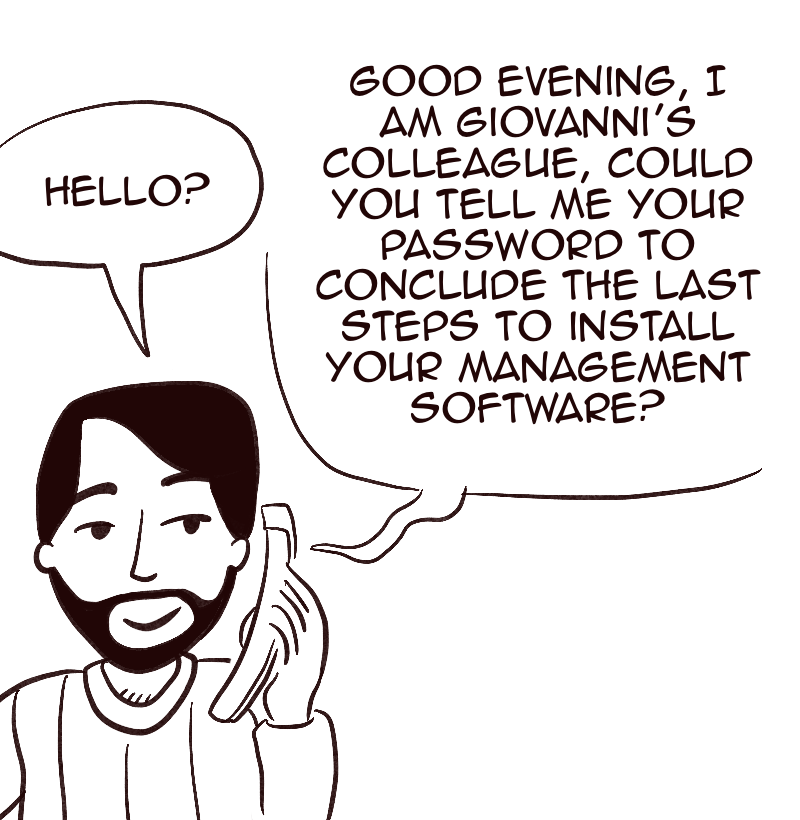 HELLO?
GOOD EVENING, I
AM GIOVANNI'S
COLLEAGUE, COULD
YOU TELL ME YOUR
PASSWORD TO
CONCLUDE THE LAST
STEPS TO INSTALL
YOUR MANAGEMENT
SOFTWARE?